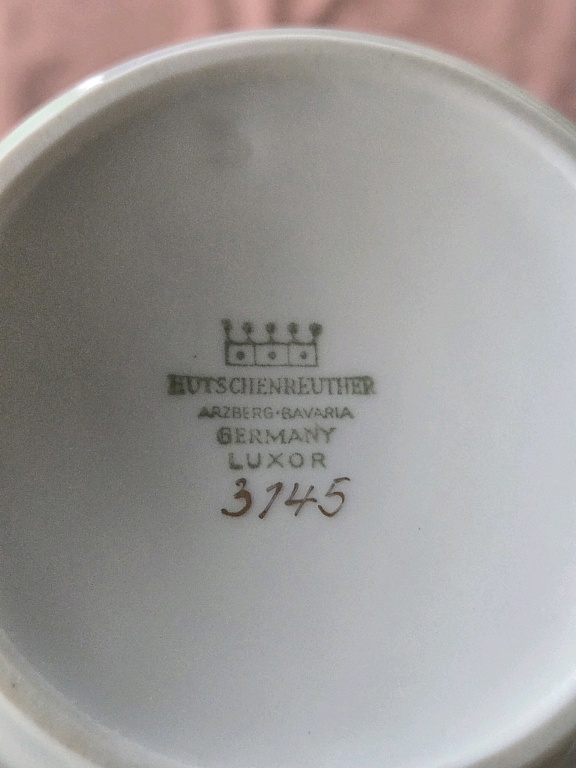 HUTSCHENREUTHER
ARZBERG·BAVARIA
GERMANY
LUXOR
3145